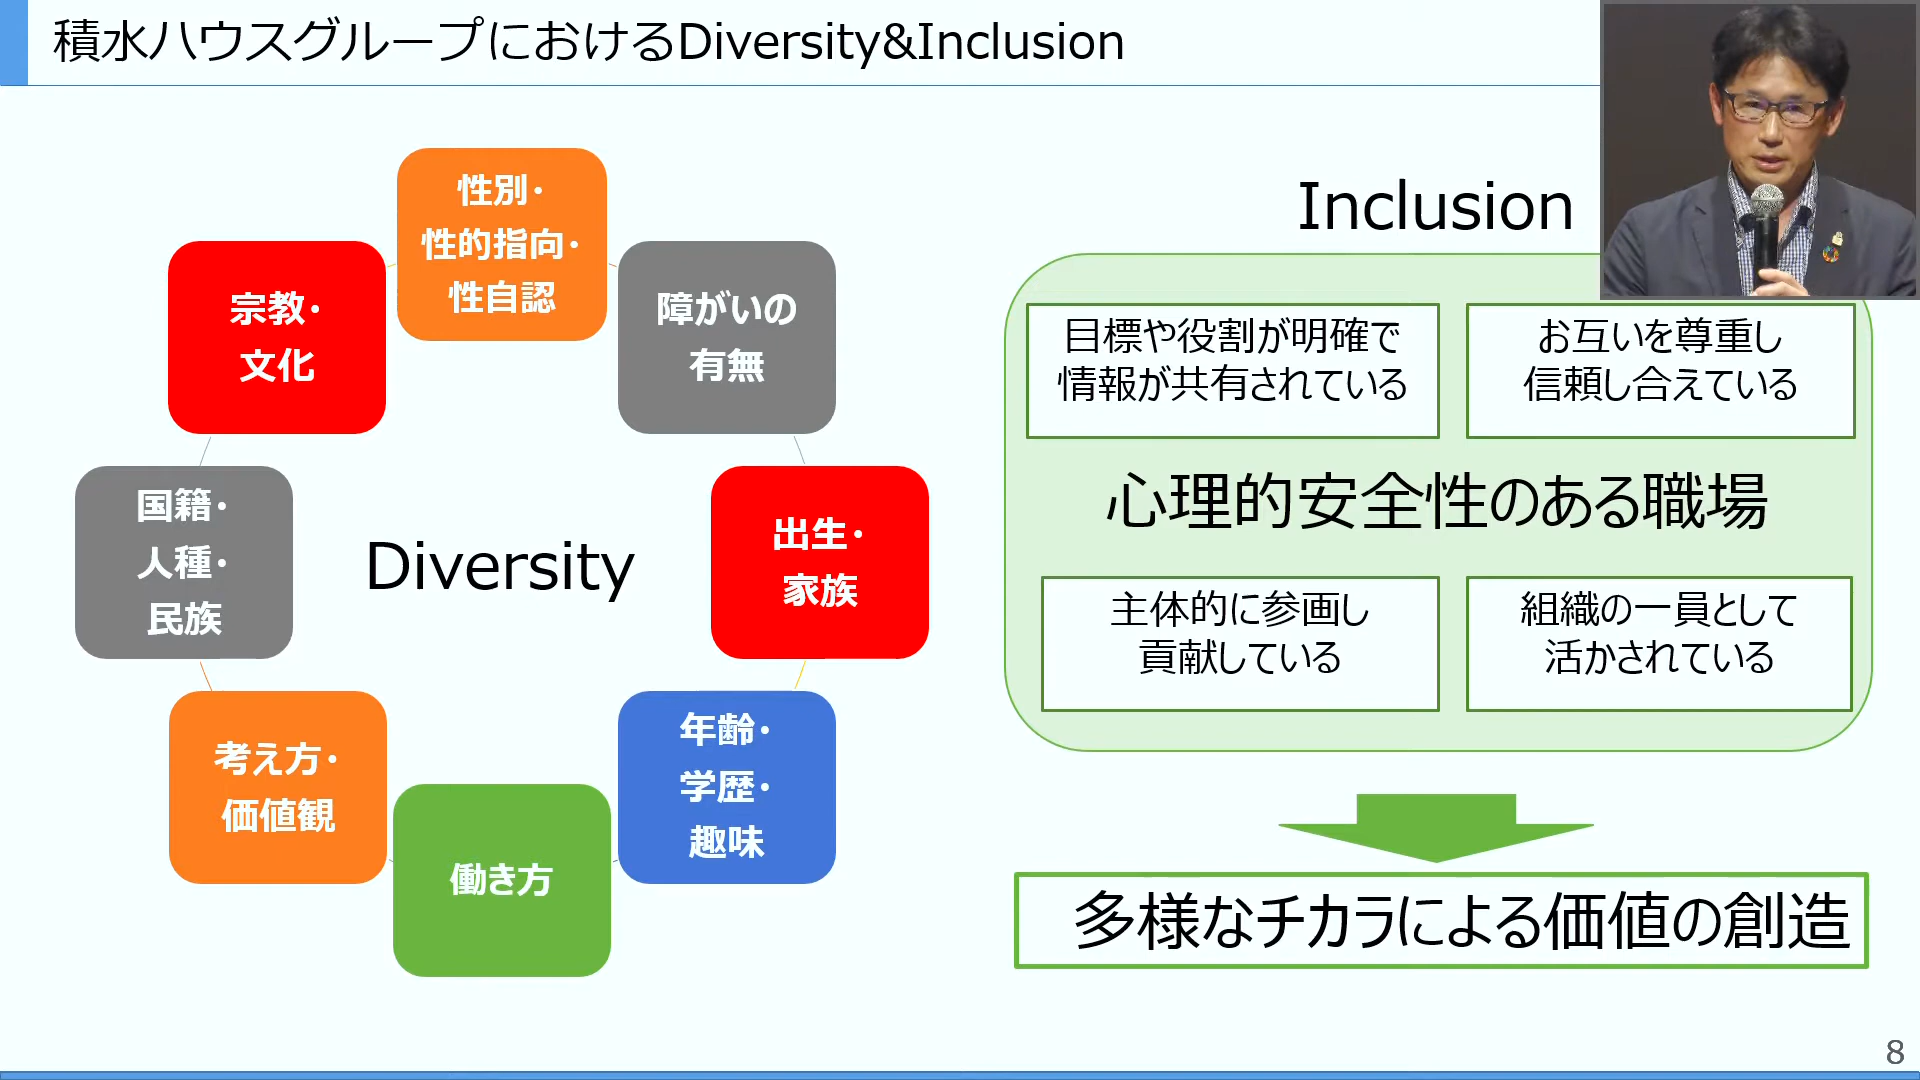 積水ハウスグループにおけるDiversity&Inclusion
性別・
性的指向・
性自認
障がいの
有無
出生・
家族
年齢・
学歴・
趣味
働き方
考え方・
価値観
国籍・
人種・
民族
宗教・
文化
Diversity
Inclusion
目標や役割が明確で
情報が共有されている
お互いを尊重し
信頼し合えている
心理的安全性のある職場
主体的に参画し
貢献している
組織の一員として
活かされている
多様なチカラによる価値の創造
8